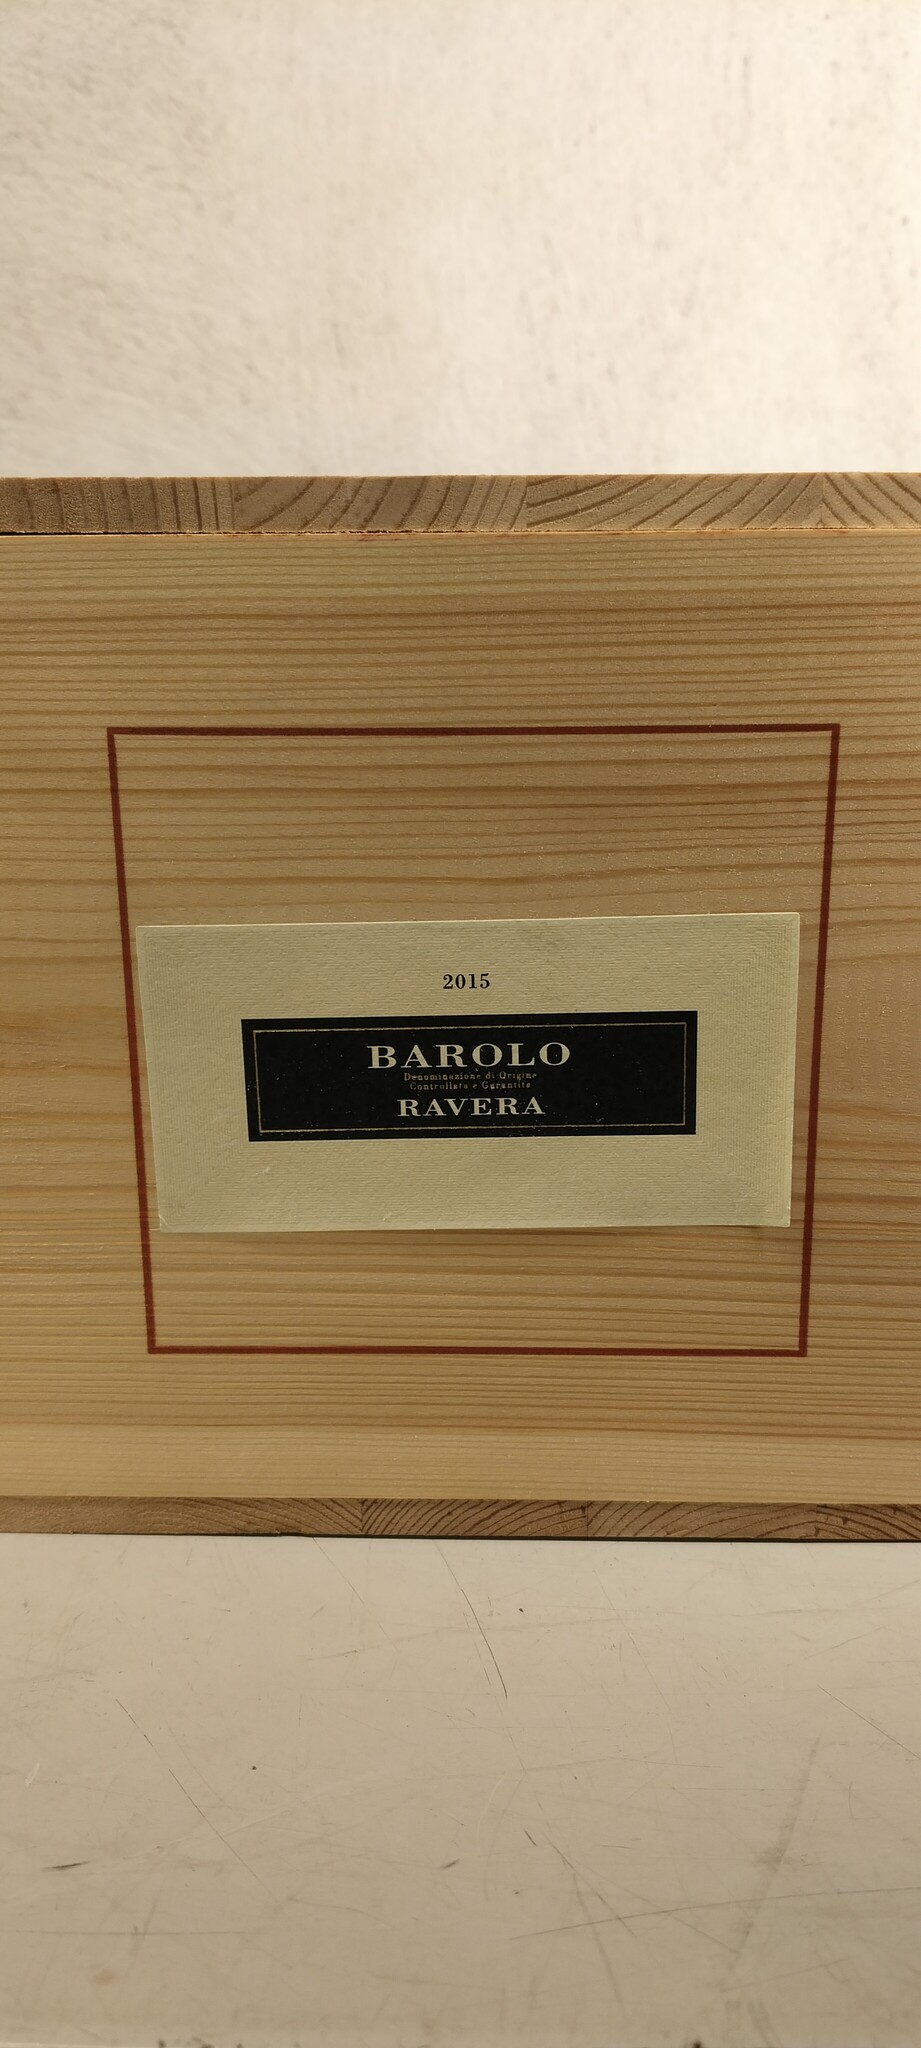 2015
BAROLO
Denominazione di Origine
Controllata e Garantita
RAVERA